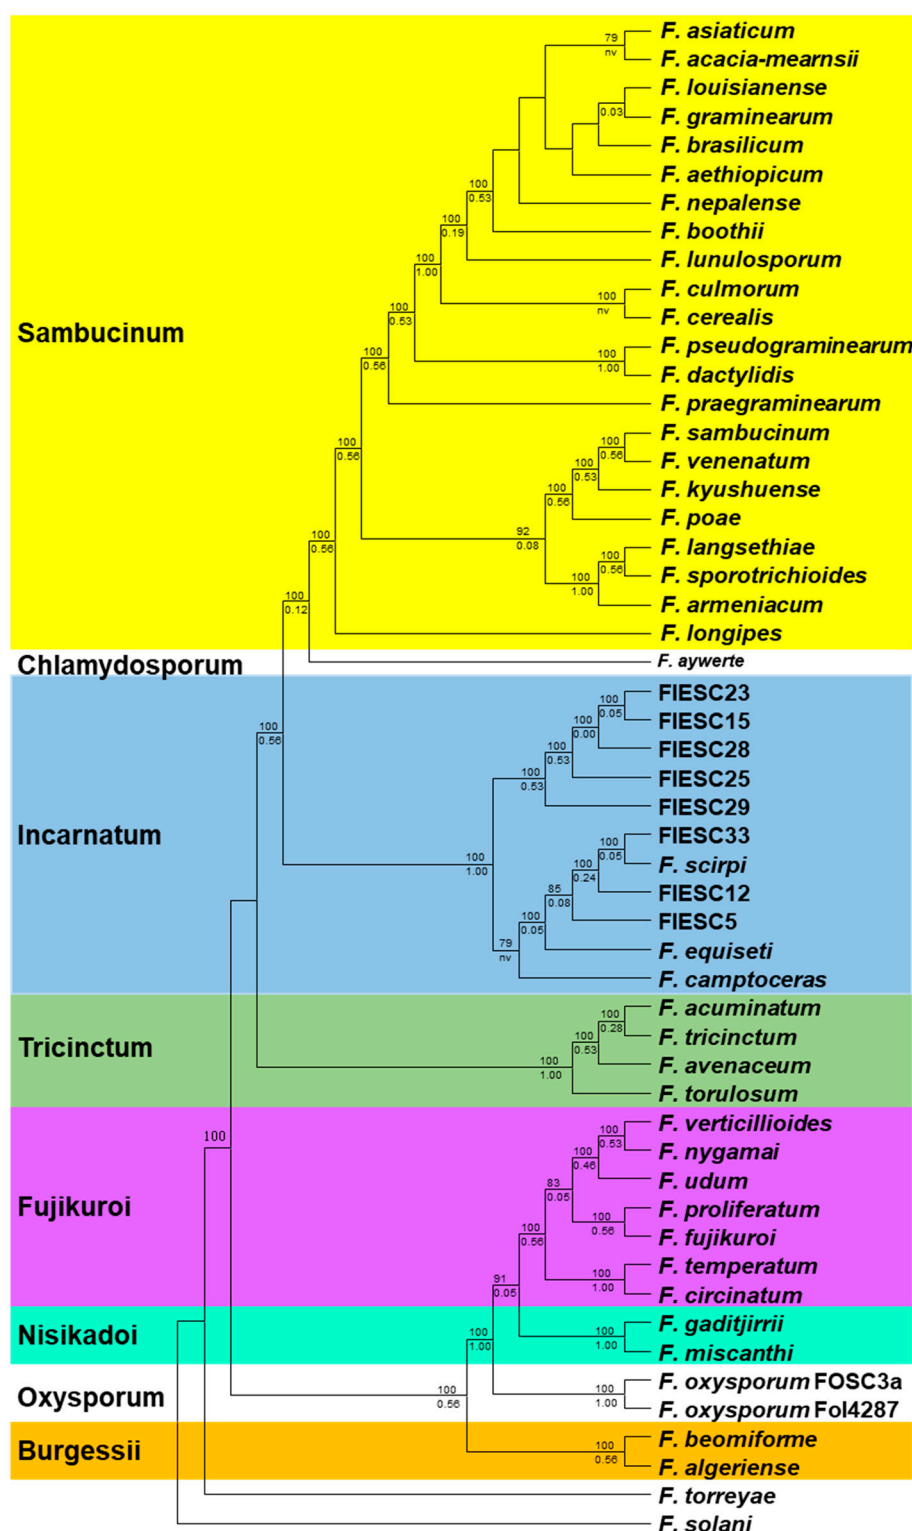 79
F. asiaticum
nv
F. acacia-mearnsii
F. louisianense
0.03
F. graminearum
F. brasilicum
F. aethiopicum
100
0.53
F. nepalense
100
0.19
F. boothii
100
1.00
F. lunulosporum
100
nv
F. culmorum
100
0.53
F. cerealis
Sambucinum
100
0.56
100
1.00
F. pseudograminearum
F. dactylidis
F. praegraminearum
100
0.56
100
0.56
F. sambucinum
100
0.53
F. venenatum
100
0.56
F. kyushuense
F. poae
92
0.08
100
0.56
100
0.56
F. langsethiae
100
1.00
F. sporotrichioides
100
0.12
F. armeniacum
F. longipes
Chlamydosporum
F. aywerte
FIESC23
100
0.05
FIESC15
100
0.56
100
0.00
FIESC28
100
0.53
FIESC25
100
0.53
FIESC29
Incarnatum
FIESC33
100
0.05
F. scirpi
100
1.00
100
0.24
FIESC12
85
0.08
FIESC5
100
0.05
F. equiseti
79
nv
F. camptoceras
F. acuminatum
100
0.28
Tricinctum
F. tricinctum
100
0.53
F. avenaceum
100
1.00
F. torulosum
F. verticillioides
100
0.53
100
F. nygamai
100
0.46
F. udum
83
0.05
Fujikuroi
F. proliferatum
100
0.56
F. fujikuroi
100
0.56
F. temperatum
100
1.00
F. circinatum
91
0.05
Nisikadoi
F. gaditjirrii
100
1.00
F. miscanthi
100
1.00
Oxysporum
F. oxysporum FOSC3a
100
1.00
F. oxysporum Fol4287
100
0.56
Burgessii
F. beomiforme
100
0.56
F. algeriense
F. torreyae
F. solani